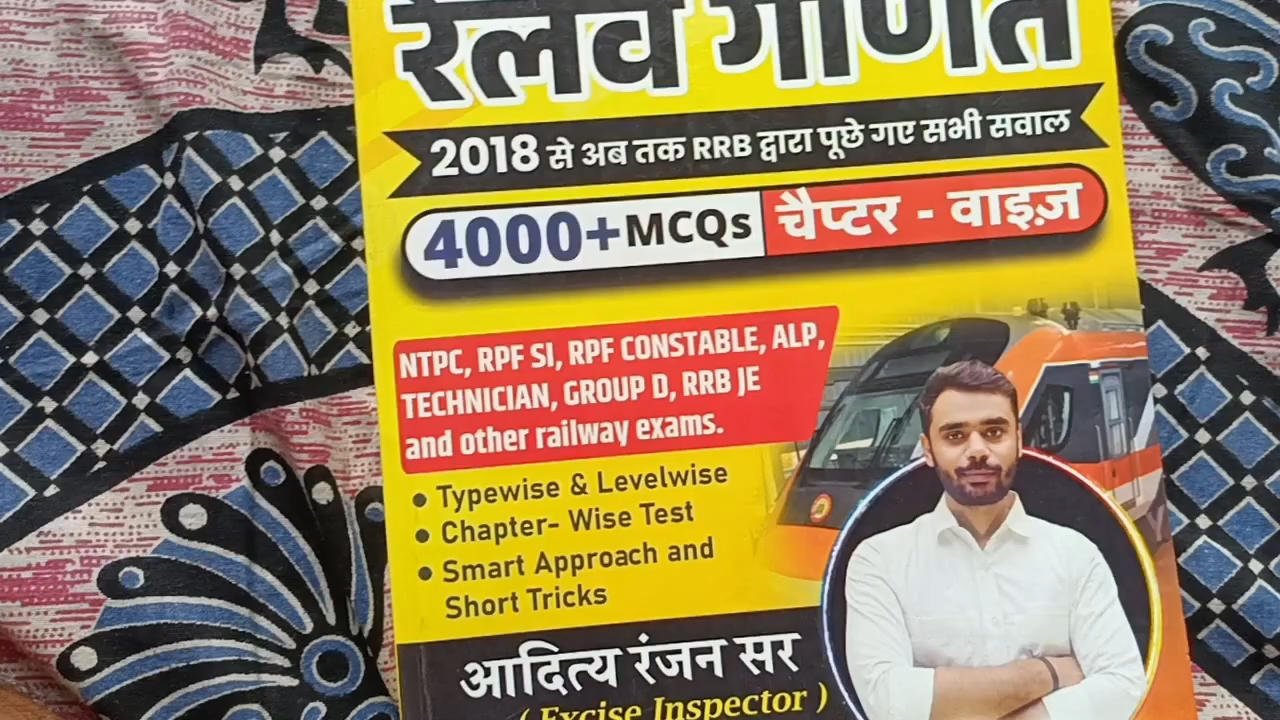 रेलवे गणित
2018 से अब तक RRB द्वारा पूछे गए सभी सवाल
4000+ MCQs चैप्टर - वाइज़
NTPC, RPF SI, RPF CONSTABLE, ALP,
TECHNICIAN, GROUP D, RRB JE
and other railway exams.
• Typewise & Levelwise
• Chapter- Wise Test
• Smart Approach and
Short Tricks
आदित्य रंजन सर
( Excise Inspector )